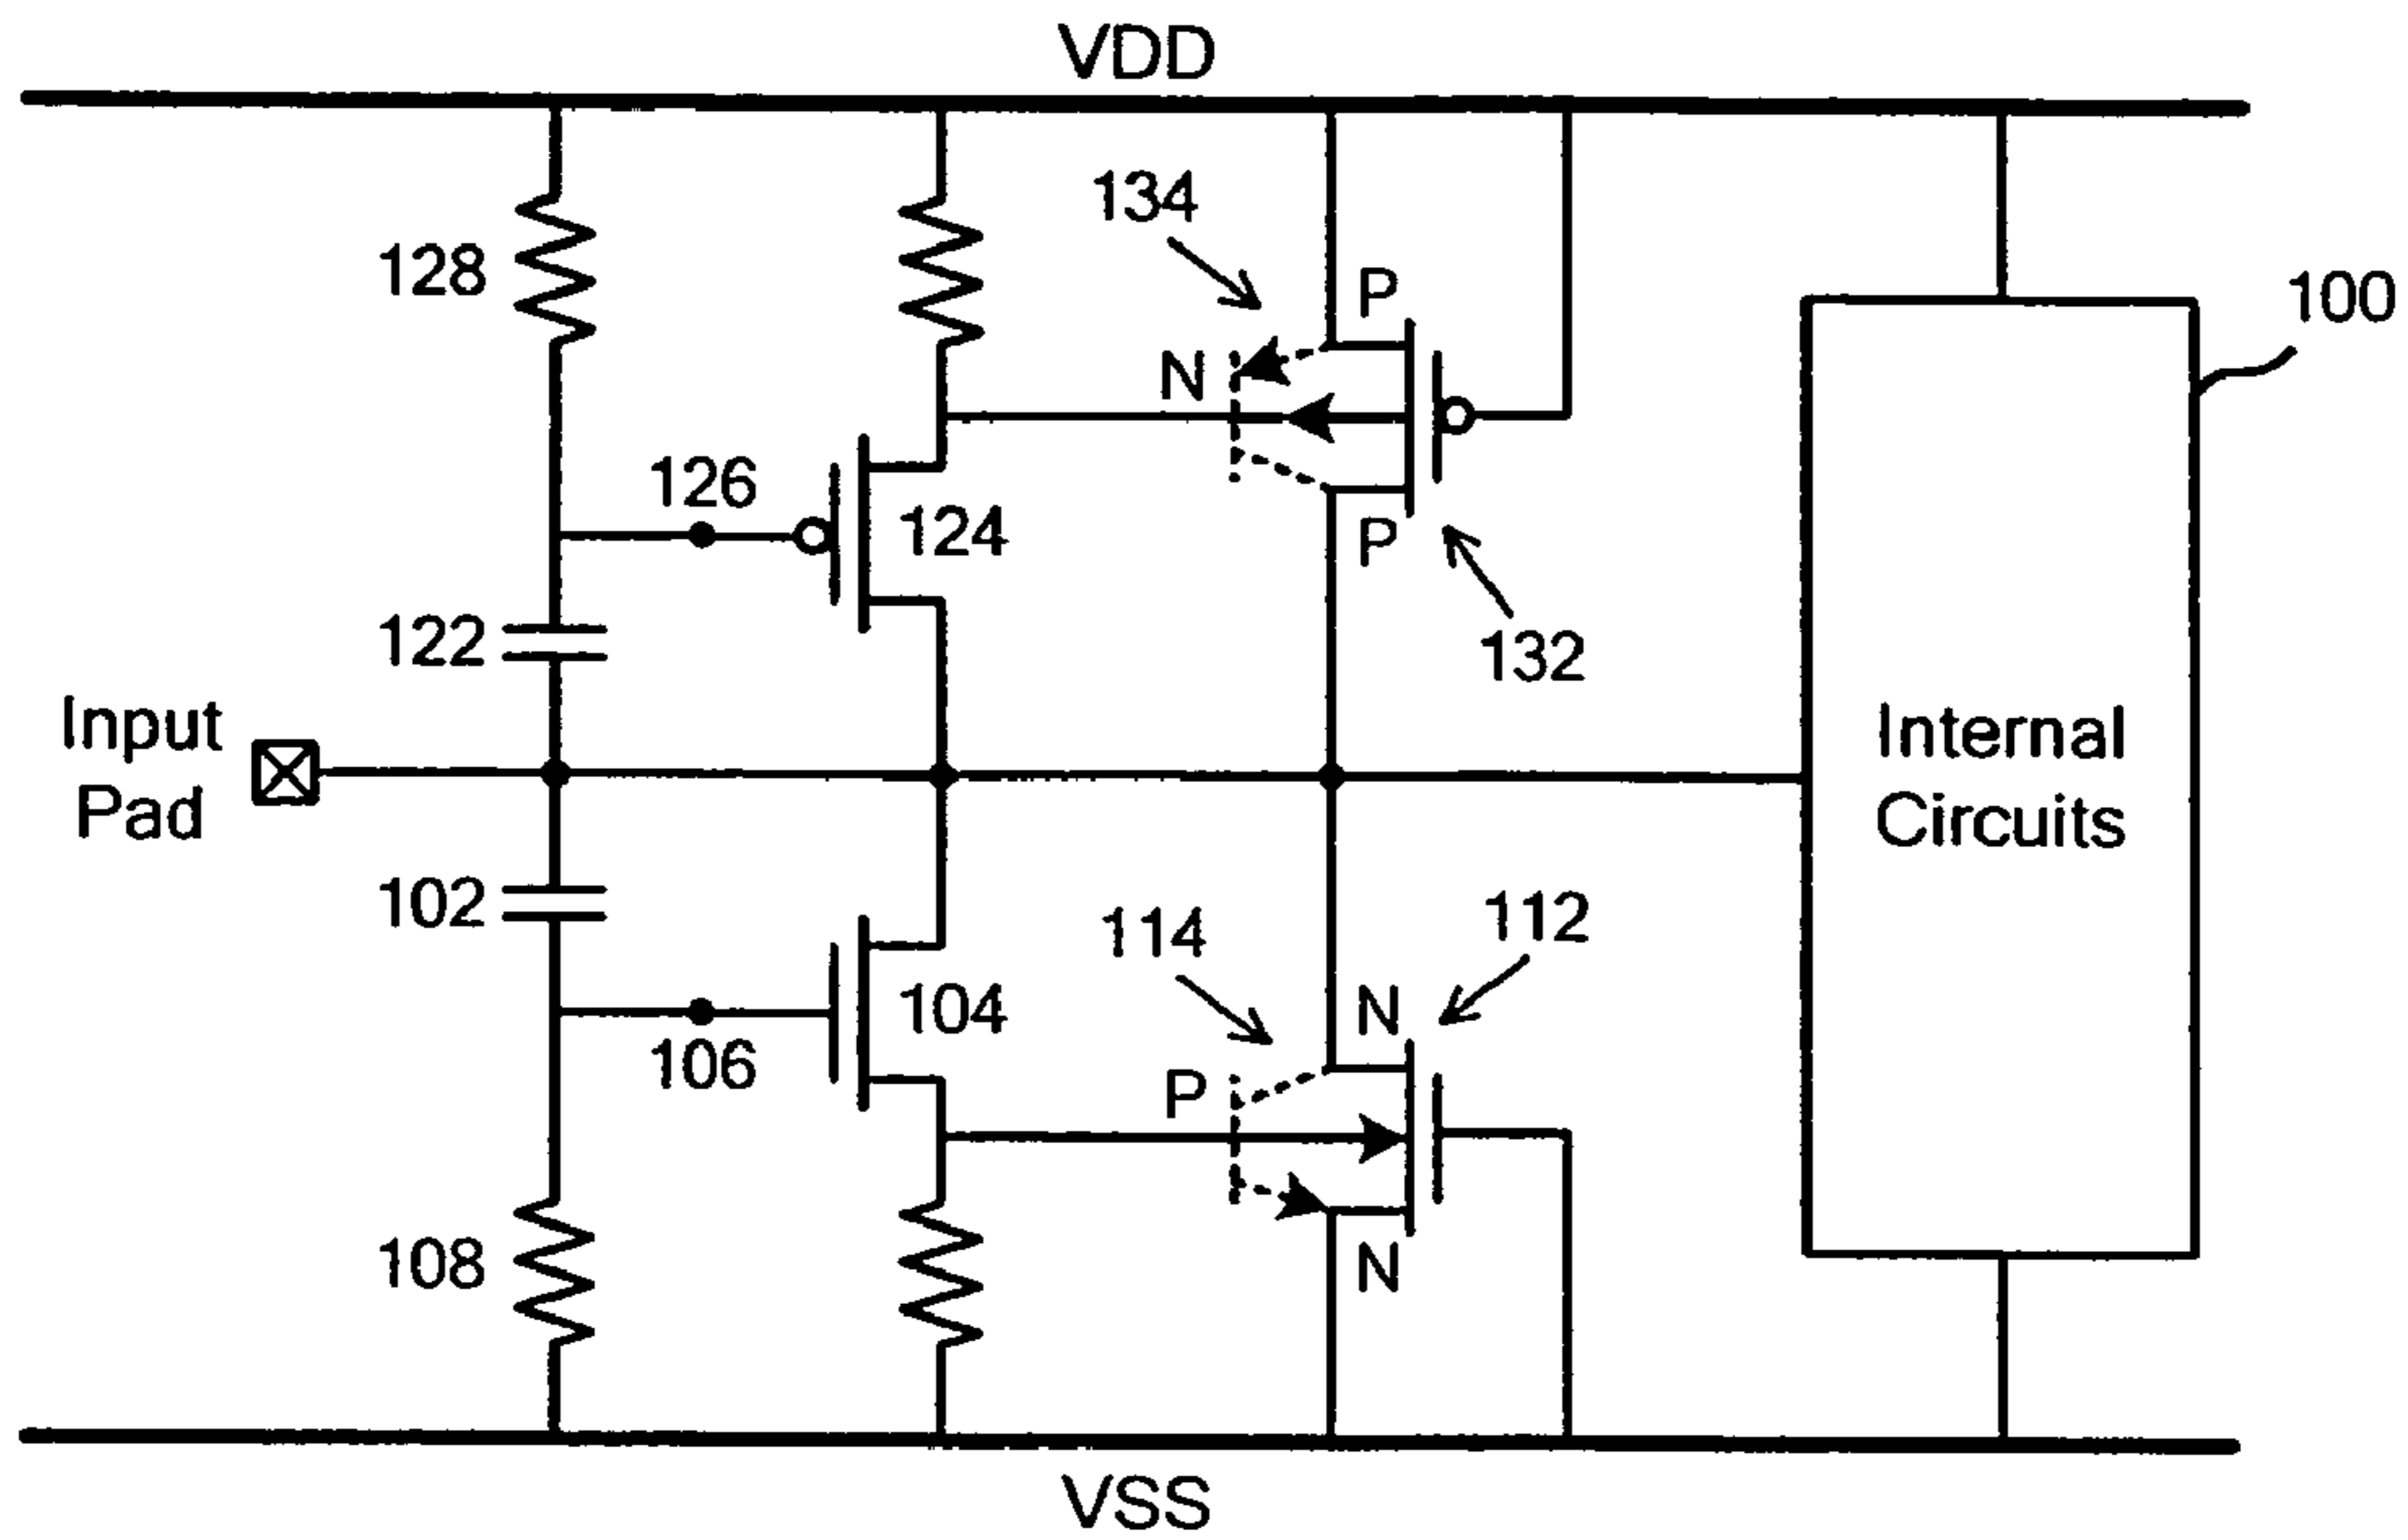 VDD
134
P
128
N
100
126
124
P
122
132
Input
Pad
Internal
Circuits
102
114
112
104
N
106
P
108
N
VSS